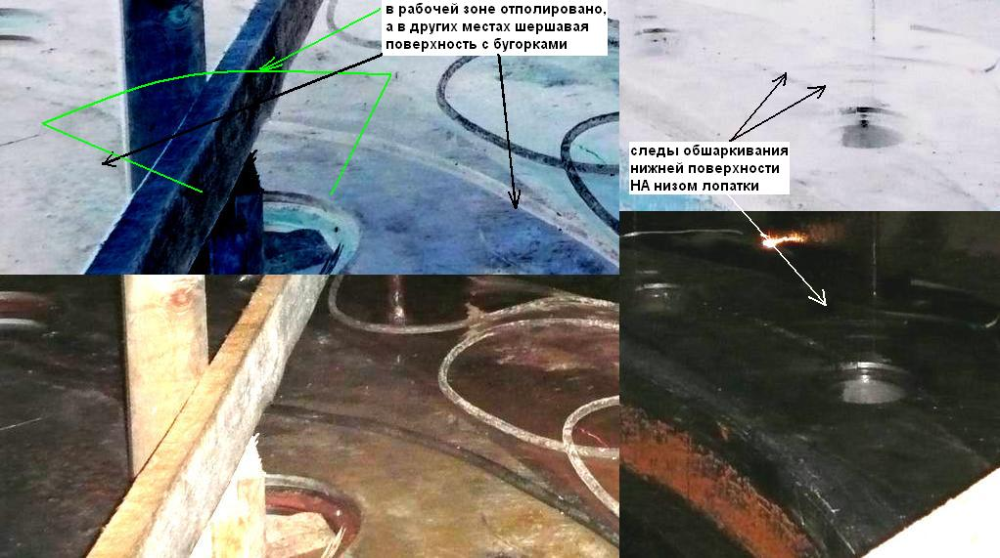 в рабочей зоне отполировано,
а в других местах шершавая
поверхность с бугорками
следы обшаркивания
нижней поверхности
НА низом лопатки